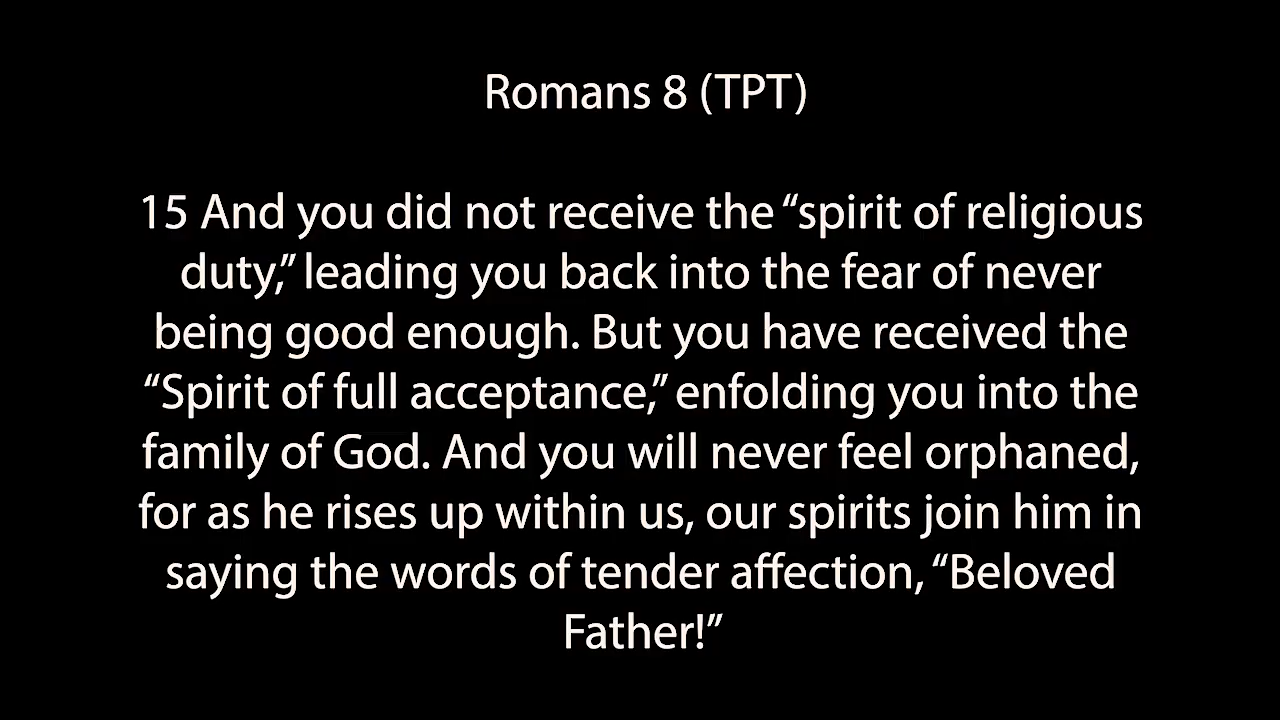 Romans 8 (TPT)
15 And you did not receive the “spirit of religious
duty,” leading you back into the fear of never
being good enough. But you have received the
“Spirit of full acceptance,” enfolding you into the
family of God. And you will never feel orphaned,
for as he rises up within us, our spirits join him in
saying the words of tender affection, “Beloved
Father!”